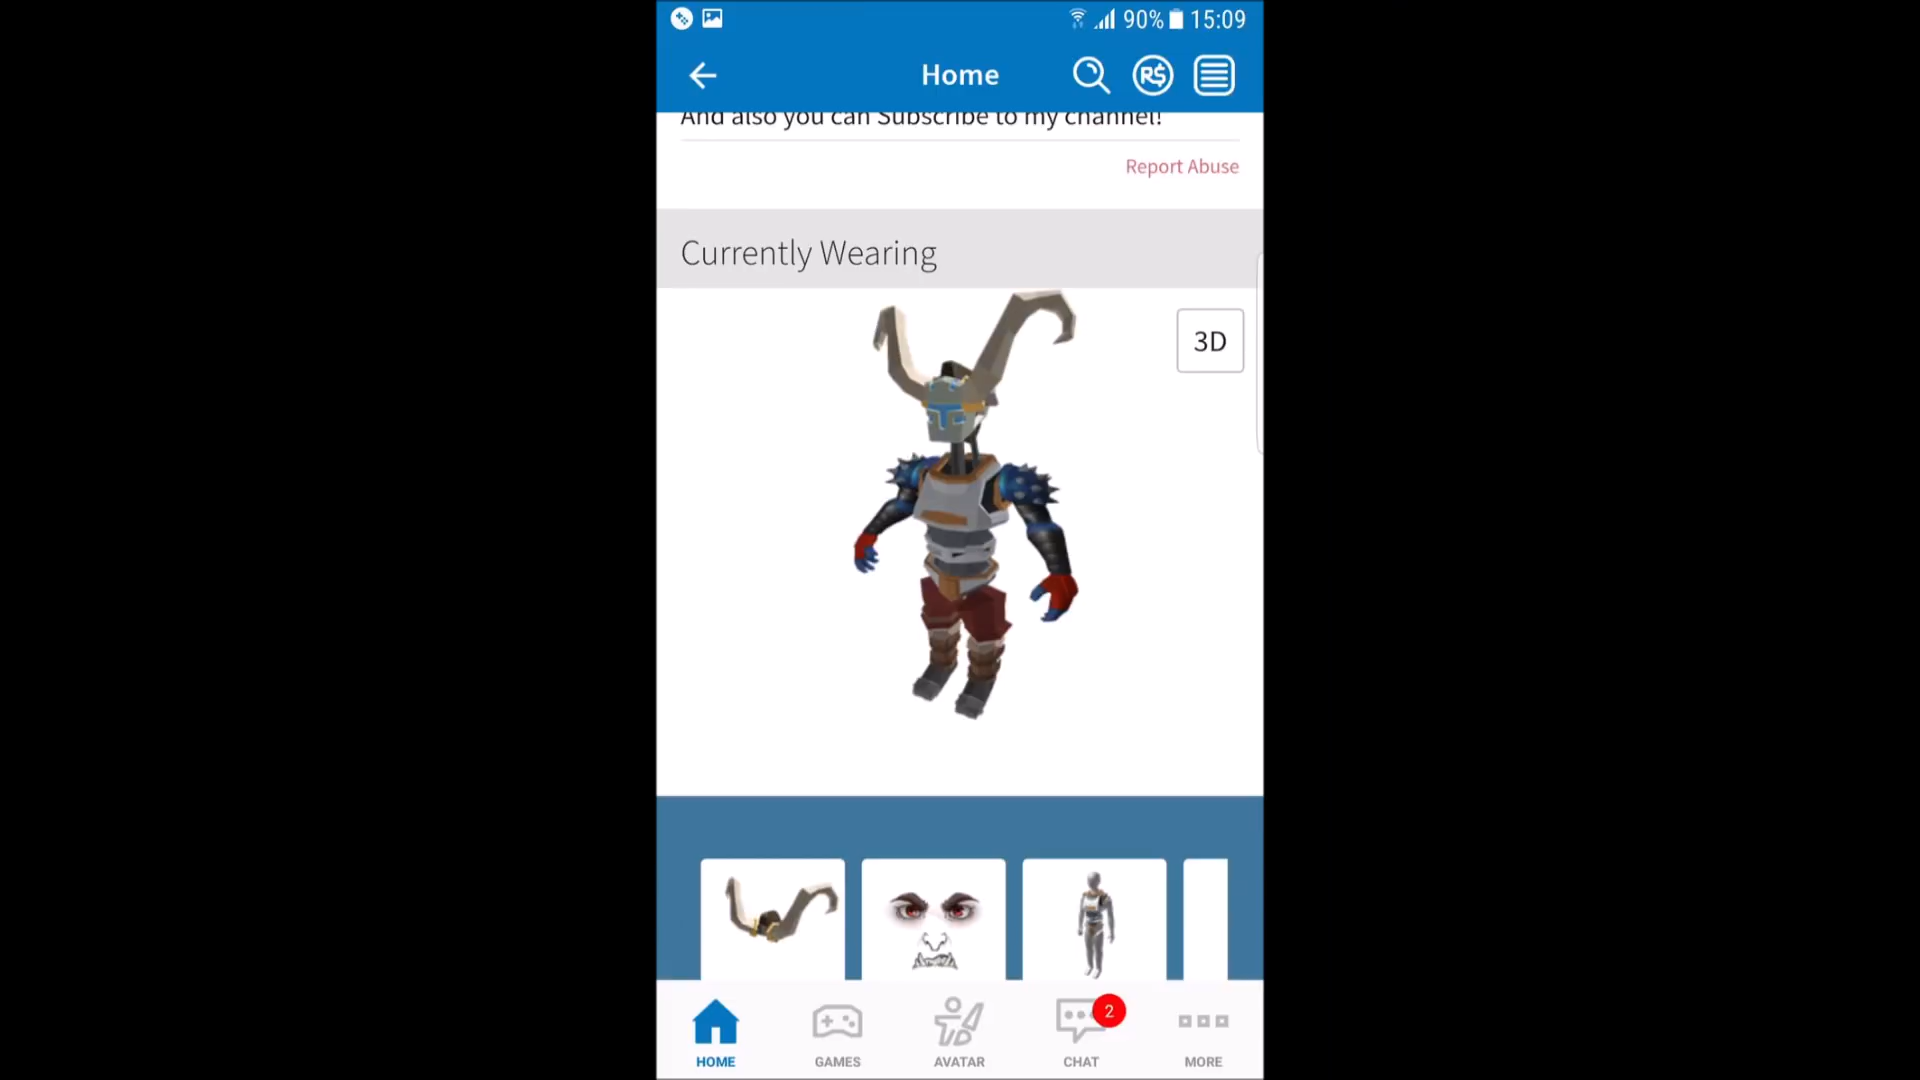 90% 15:09
Home
R$
And also you can Subscribe to my channel!
Report Abuse
Currently Wearing
3D
2
HOME GAMES AVATAR CHAT MORE